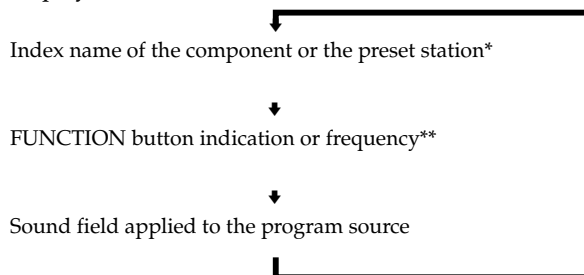 Index name of the component or the preset station*
FUNCTION button indication or frequency**
Sound field applied to the program source